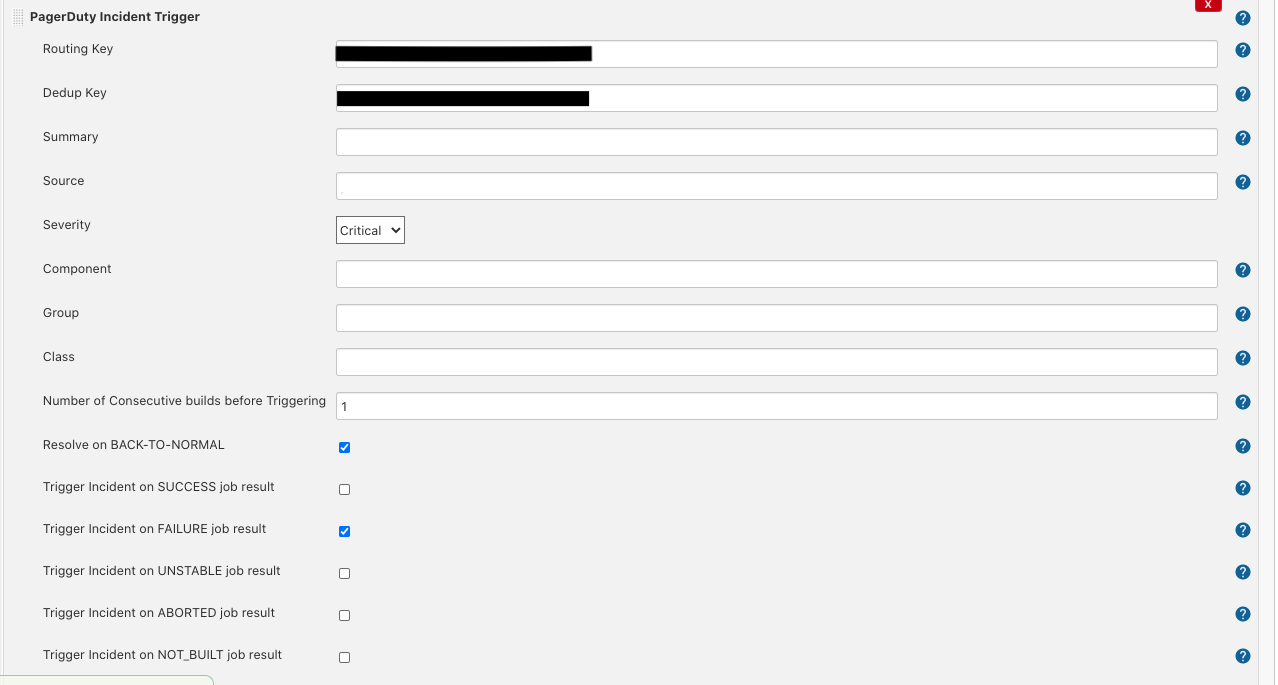 PagerDuty Incident Trigger
X
?
Routing Key
?
Dedup Key
?
Summary
?
Source
?
Severity
Critical
Component
?
Group
?
Class
?
Number of Consecutive builds before Triggering
1
?
Resolve on BACK-TO-NORMAL
?
Trigger Incident on SUCCESS job result
?
Trigger Incident on FAILURE job result
?
Trigger Incident on UNSTABLE job result
?
Trigger Incident on ABORTED job result
?
Trigger Incident on NOT_BUILT job result
?